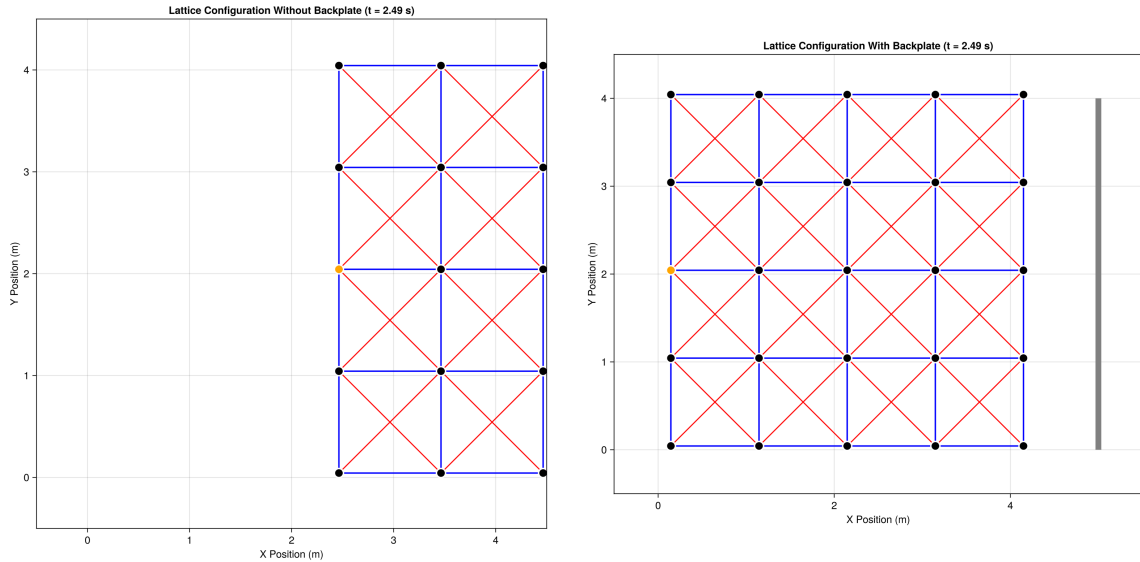 Lattice Configuration Without Backplate (t = 2.49 s)
4
3
2
1
0
Y Position (m)
0 1 2 3 4
X Position (m)
Lattice Configuration With Backplate (t = 2.49 s)
4
3
2
1
0
Y Position (m)
0 2 4
X Position (m)